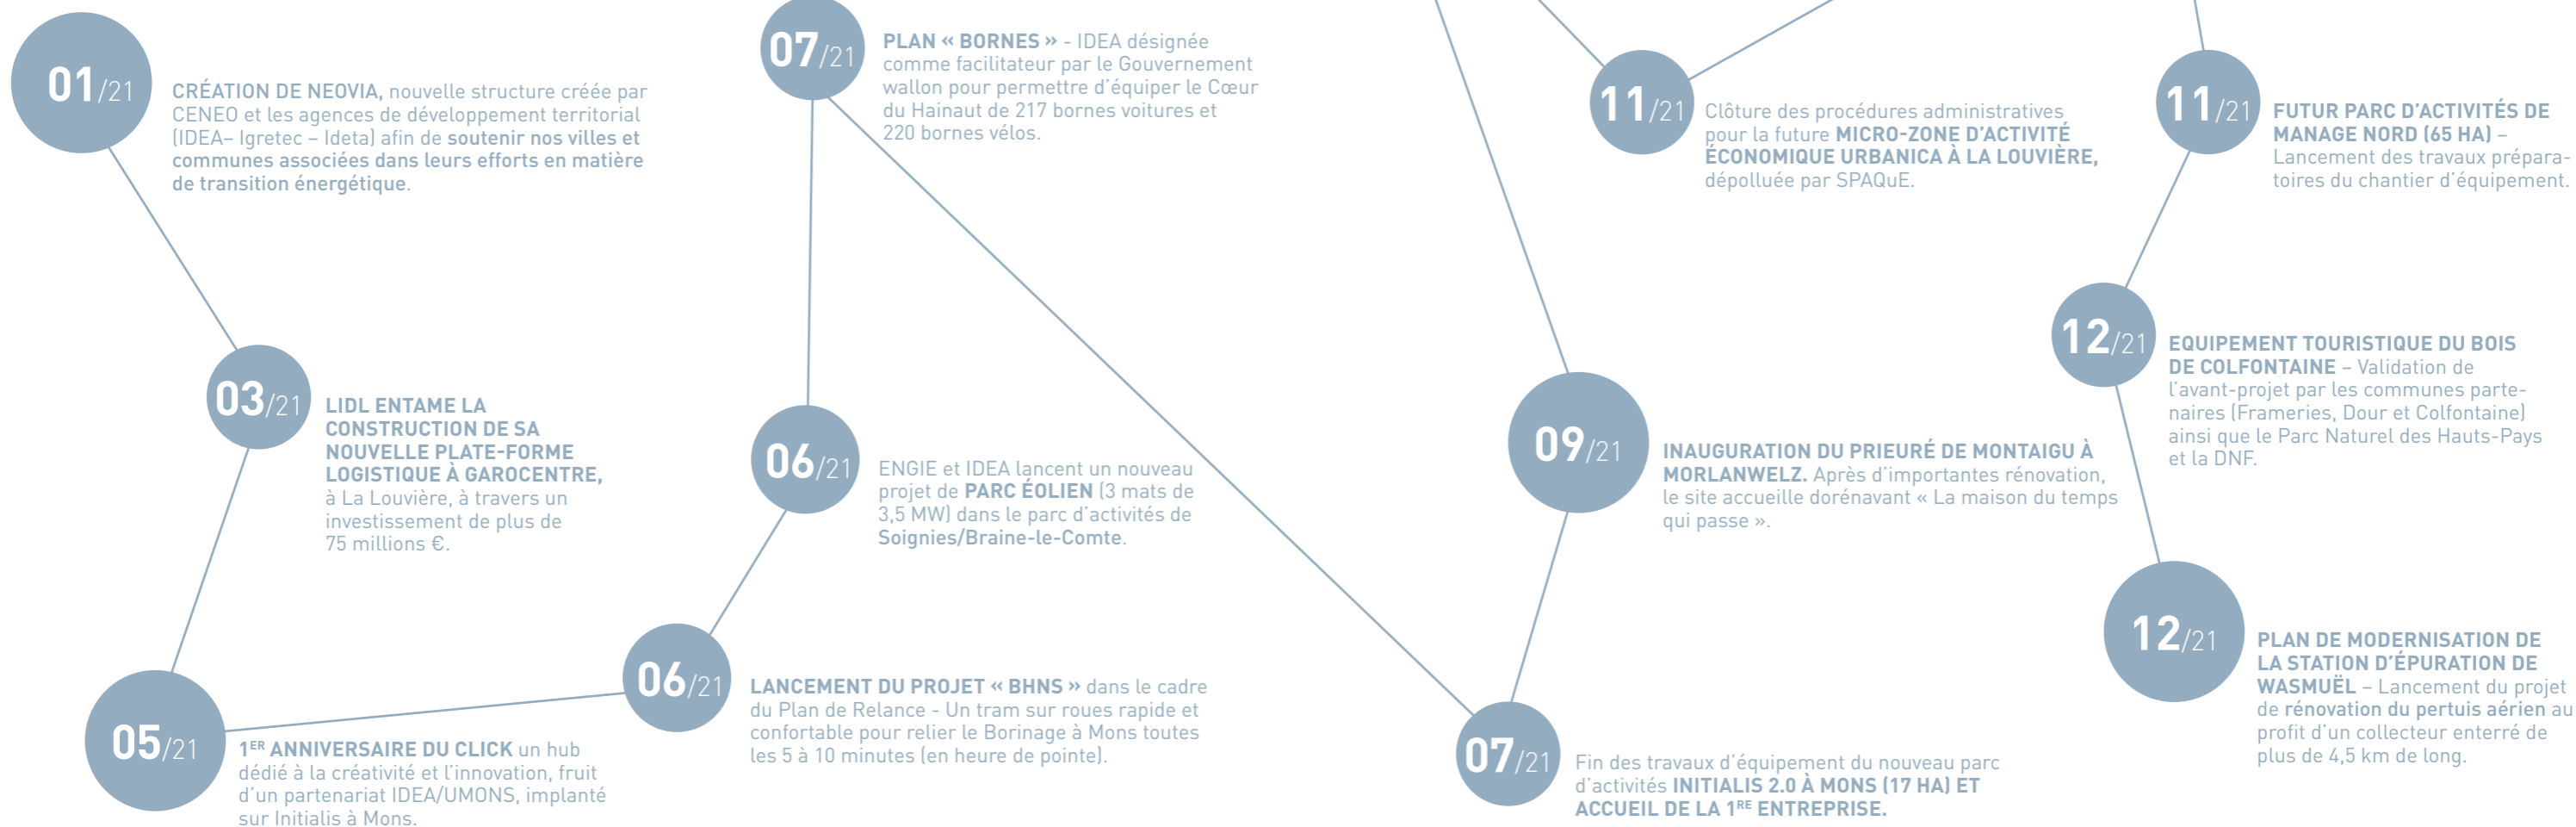 01/21
CRÉATION DE NEOVIA, nouvelle structure créée par
CENEO et les agences de développement territorial
(IDEA– Igretec – Ideta) afin de soutenir nos villes et
communes associées dans leurs efforts en matière
de transition énergétique.
03/21
LIDL ENTAME LA
CONSTRUCTION DE SA
NOUVELLE PLATE-FORME
LOGISTIQUE À GAROCENTRE,
à La Louvière, à travers un
investissement de plus de
75 millions €.
05/21
1ER ANNIVERSAIRE DU CLICK un hub
dédié à la créativité et l'innovation, fruit
d'un partenariat IDEA/UMONS, implanté
sur Initialis à Mons.
06/21
LANCEMENT DU PROJET « BHNS » dans le cadre
du Plan de Relance - Un tram sur roues rapide et
confortable pour relier le Borinage à Mons toutes
les 5 à 10 minutes (en heure de pointe).
06/21
ENGIE et IDEA lancent un nouveau
projet de PARC ÉOLIEN (3 mats de
3,5 MW) dans le parc d'activités de
Soignies/Braine-le-Comte.
07/21
PLAN « BORNES » - IDEA désignée
comme facilitateur par le Gouvernement
wallon pour permettre d'équiper le Cœur
du Hainaut de 217 bornes voitures et
220 bornes vélos.
07/21
Fin des travaux d'équipement du nouveau parc
d'activités INITIALIS 2.0 À MONS (17 HA) ET
ACCUEIL DE LA 1RE ENTREPRISE.
09/21
INAUGURATION DU PRIEURÉ DE MONTAIGU À
MORLANWELZ. Après d'importantes rénovation,
le site accueille dorénavant « La maison du temps
qui passe ».
11/21
Clôture des procédures administratives
pour la future MICRO-ZONE D'ACTIVITÉ
ÉCONOMIQUE URBANICA À LA LOUVIÈRE,
dépolluée par SPAQuE.
11/21
FUTUR PARC D'ACTIVITÉS DE
MANAGE NORD (65 HA) –
Lancement des travaux prépara-
toires du chantier d'équipement.
12/21
EQUIPEMENT TOURISTIQUE DU BOIS
DE COLFONTAINE – Validation de
l'avant-projet par les communes parte-
naires (Frameries, Dour et Colfontaine)
ainsi que le Parc Naturel des Hauts-Pays
et la DNF.
12/21
PLAN DE MODERNISATION DE
LA STATION D'ÉPURATION DE
WASMUËL – Lancement du projet
de rénovation du pertuis aérien au
profit d'un collecteur enterré de
plus de 4,5 km de long.